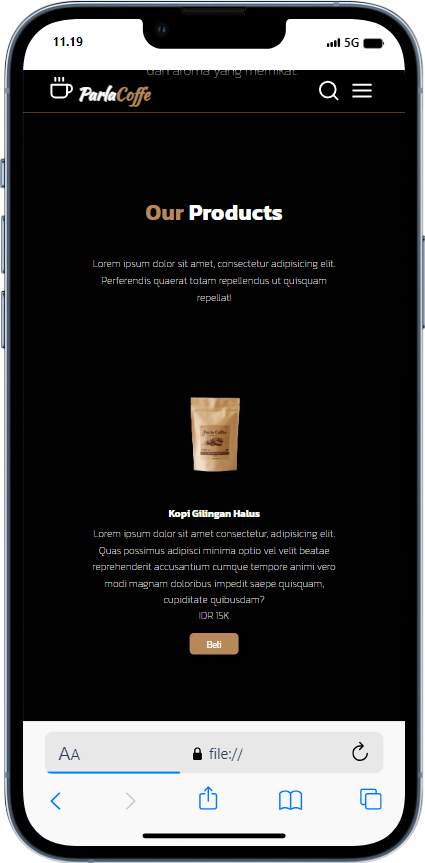 11.19
5G
dan aroma yang memikat.
ParlaCoffe
Our Products
Lorem ipsum dolor sit amet, consectetur adipisicing elit.
Perferendis quaerat totam repellendus ut quisquam
repellat!
Parla Coffee
Kopi Gilingan Halus
Lorem ipsum dolor sit amet consectetur, adipisicing elit.
Quas possimus adipisci minima optio vel velit beatae
reprehenderit accusantium cumque tempore animi vero
modi magnam doloribus impedit saepe quisquam,
cupiditate quibusdam?
IDR 15K
Beli
AA
file://